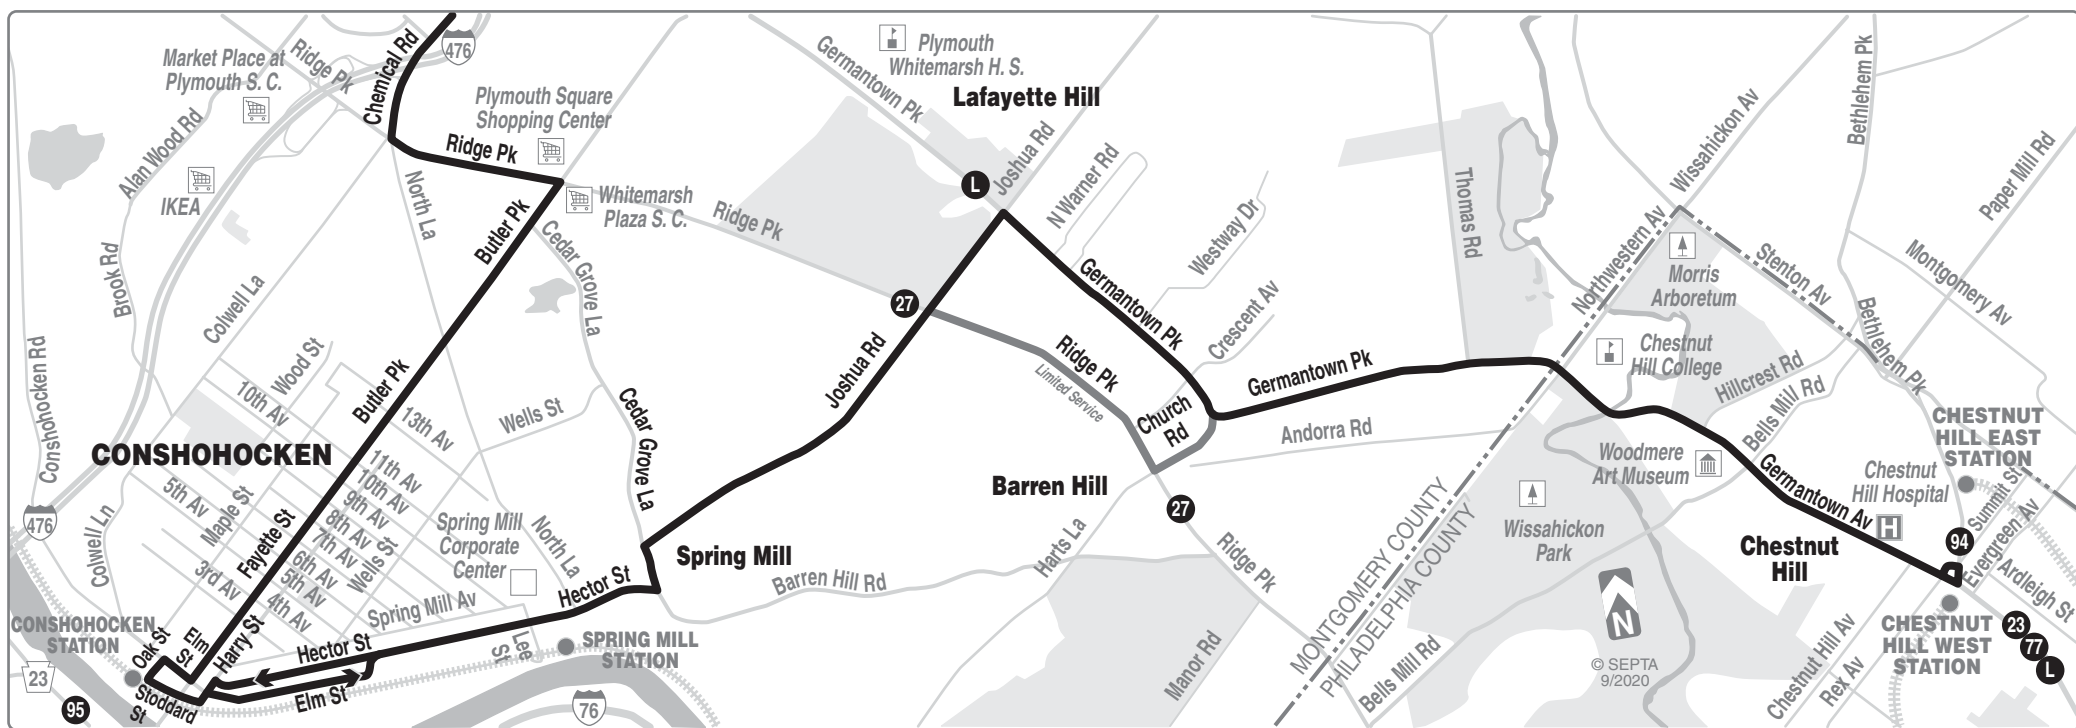 Chemical Rd
476
Market Place at
Plymouth S. C.
Ridge Pk
Plymouth Square
Shopping Center
Germantown Pk
Plymouth
Whitemarsh H. S.
Lafayette Hill
Bethlehem Pk
Wissahickon Av
Alan Wood Rd
IKEA
Ridge Pk
North La
Butler Pk
Whitemarsh
Plaza S. C.
Ridge Pk
L
Joshua Rd
N Warner Rd
Westway Dr
Thomas Rd
Northwestern Av
Morris
Arboretum
Stenton Av
Paper Mill Rd
Montgomery Av
Brook Rd
Colwell La
Cedar Grove La
27
Germantown Pk
Crescent Av
Chestnut
Hill College
Bethlehem Pk
Conshohocken Rd
Wood St
10th Av
Butler Pk
13th Av
Wells St
Cedar Grove La
Joshua Rd
Ridge Pk
Limited Service
Church
Rd
Germantown Pk
Andorra Rd
Hillcrest Rd
Bells Mill Rd
CHESTNUT
HILL EAST
STATION
CONSHOHOCKEN
11th Av
10th Av
9th Av
8th Av
7th Av
6th Av
5th Av
4th Av
5th Av
Maple St
3rd Av
Fayette St
Wells St
Spring Mill
Corporate
Center
North La
Barren Hill
27
Woodmere
Art Museum
Germantown Av
Chestnut
Hill Hospital
H
Summit St
Evergreen Av
476
Colwell Ln
Spring Mill
Hector St
Barren Hill Rd
Harts La
Ridge Pk
MONTGOMERY COUNTY
PHILADELPHIA COUNTY
Wissahickon
Park
Chestnut
Hill
94
Ardleigh St
CONSHOHOCKEN
STATION
Oak St
Elm
St
Harry St
Spring Mill Av
Hector St
Lee
St
SPRING MILL
STATION
Manor Rd
Bells Mill Rd
N
© SEPTA
9/2020
Chestnut Hill Av
Rex Av
CHESTNUT
HILL WEST
STATION
23
77
L
23
95
Stoddard
St
Elm St
76